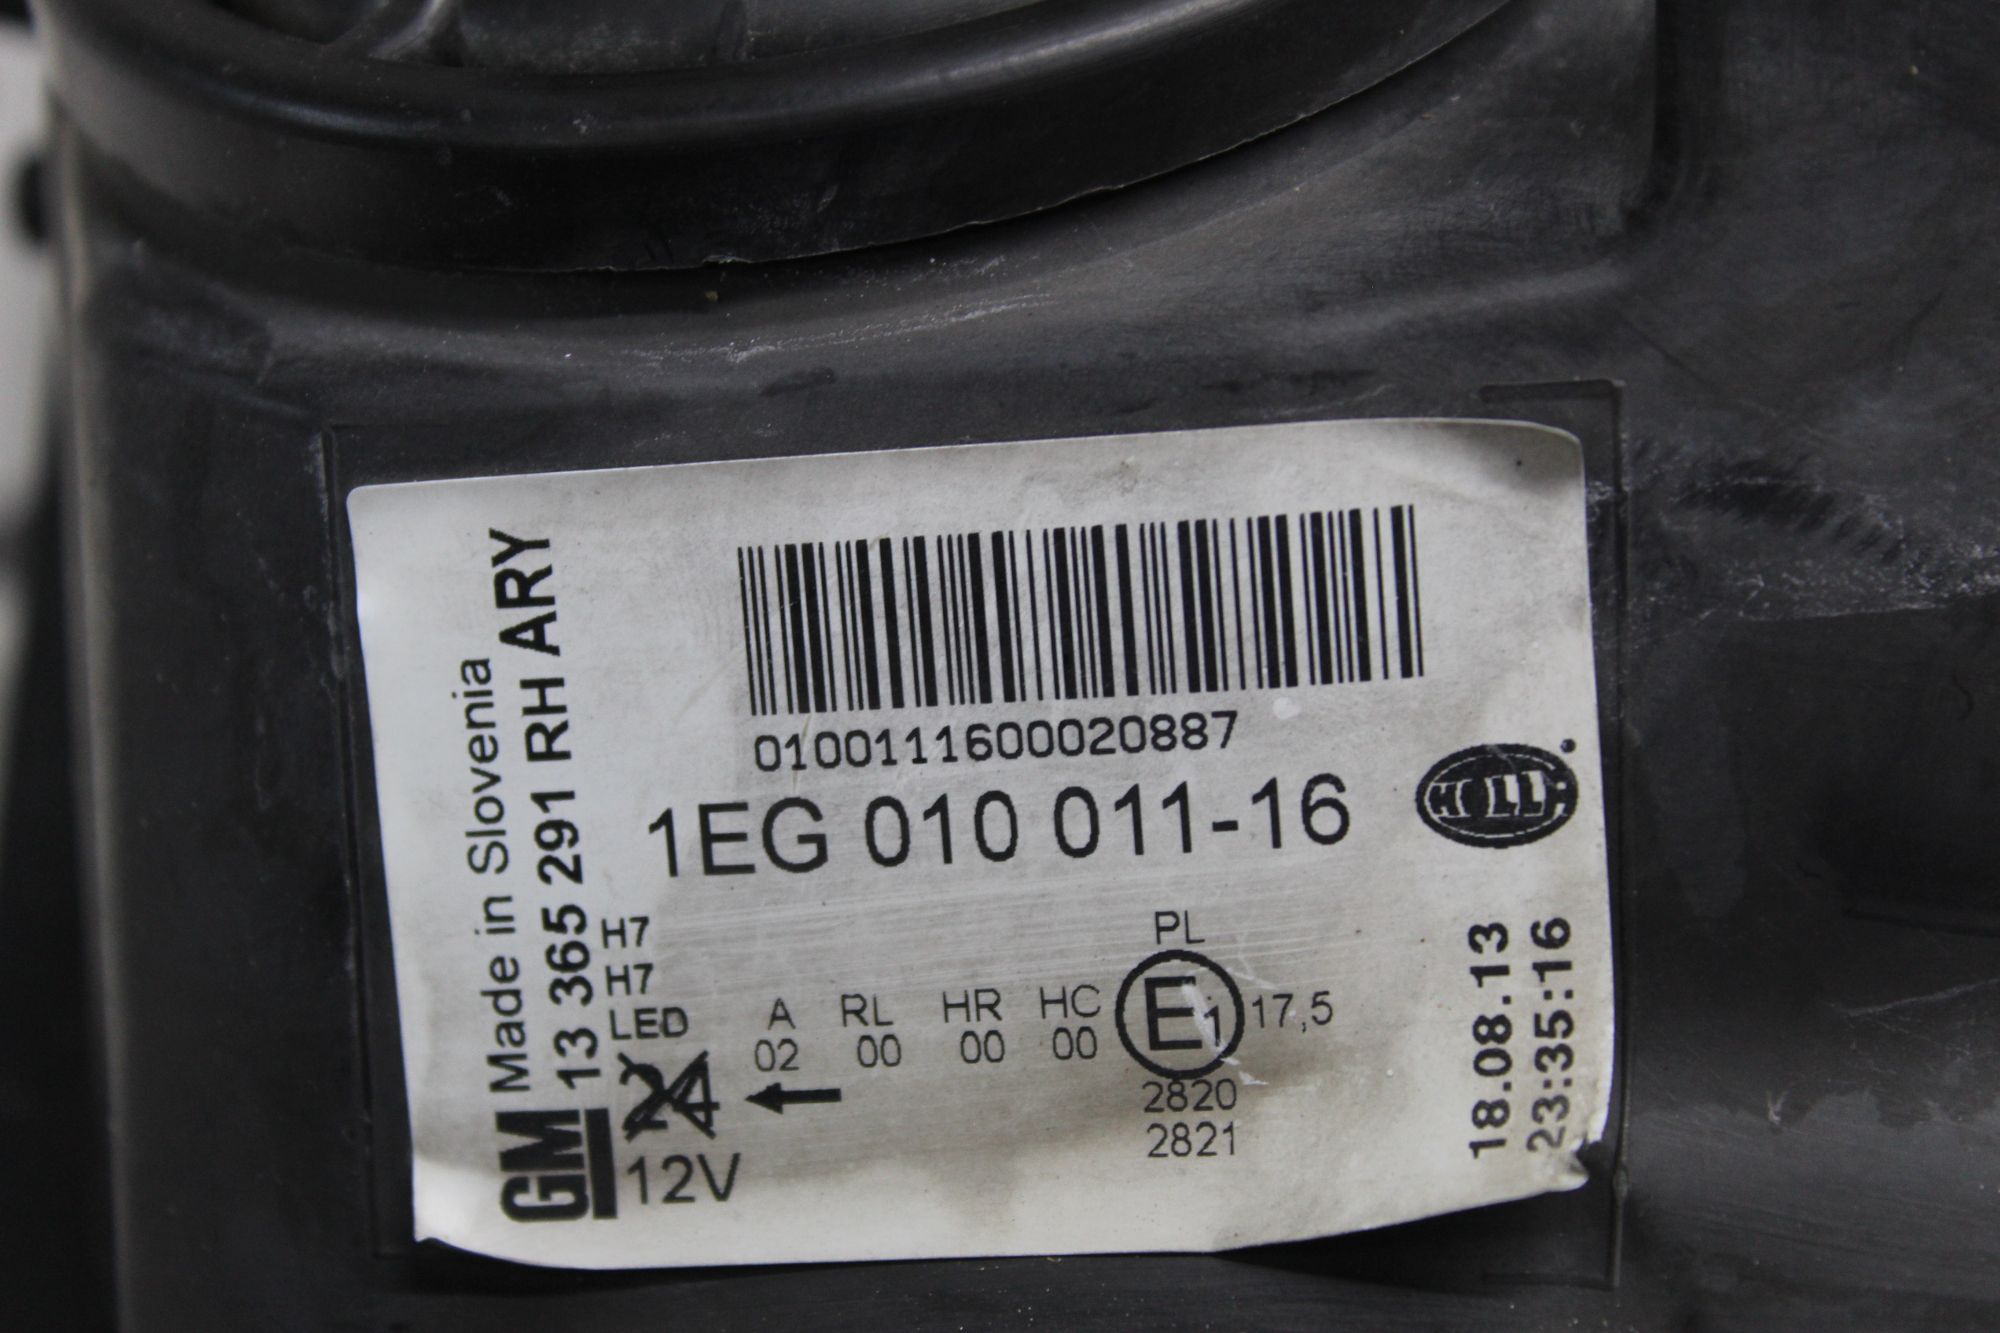 0100111600020887
1EG 010 011-16
HELLA
Made in Slovenia
13 365 291 RH ARY
GM
H7
H7
LED
24
12V
A RL HR HC
02 00 00 00
PL
E1 17,5
2820
2821
18.08.13
23:35:16